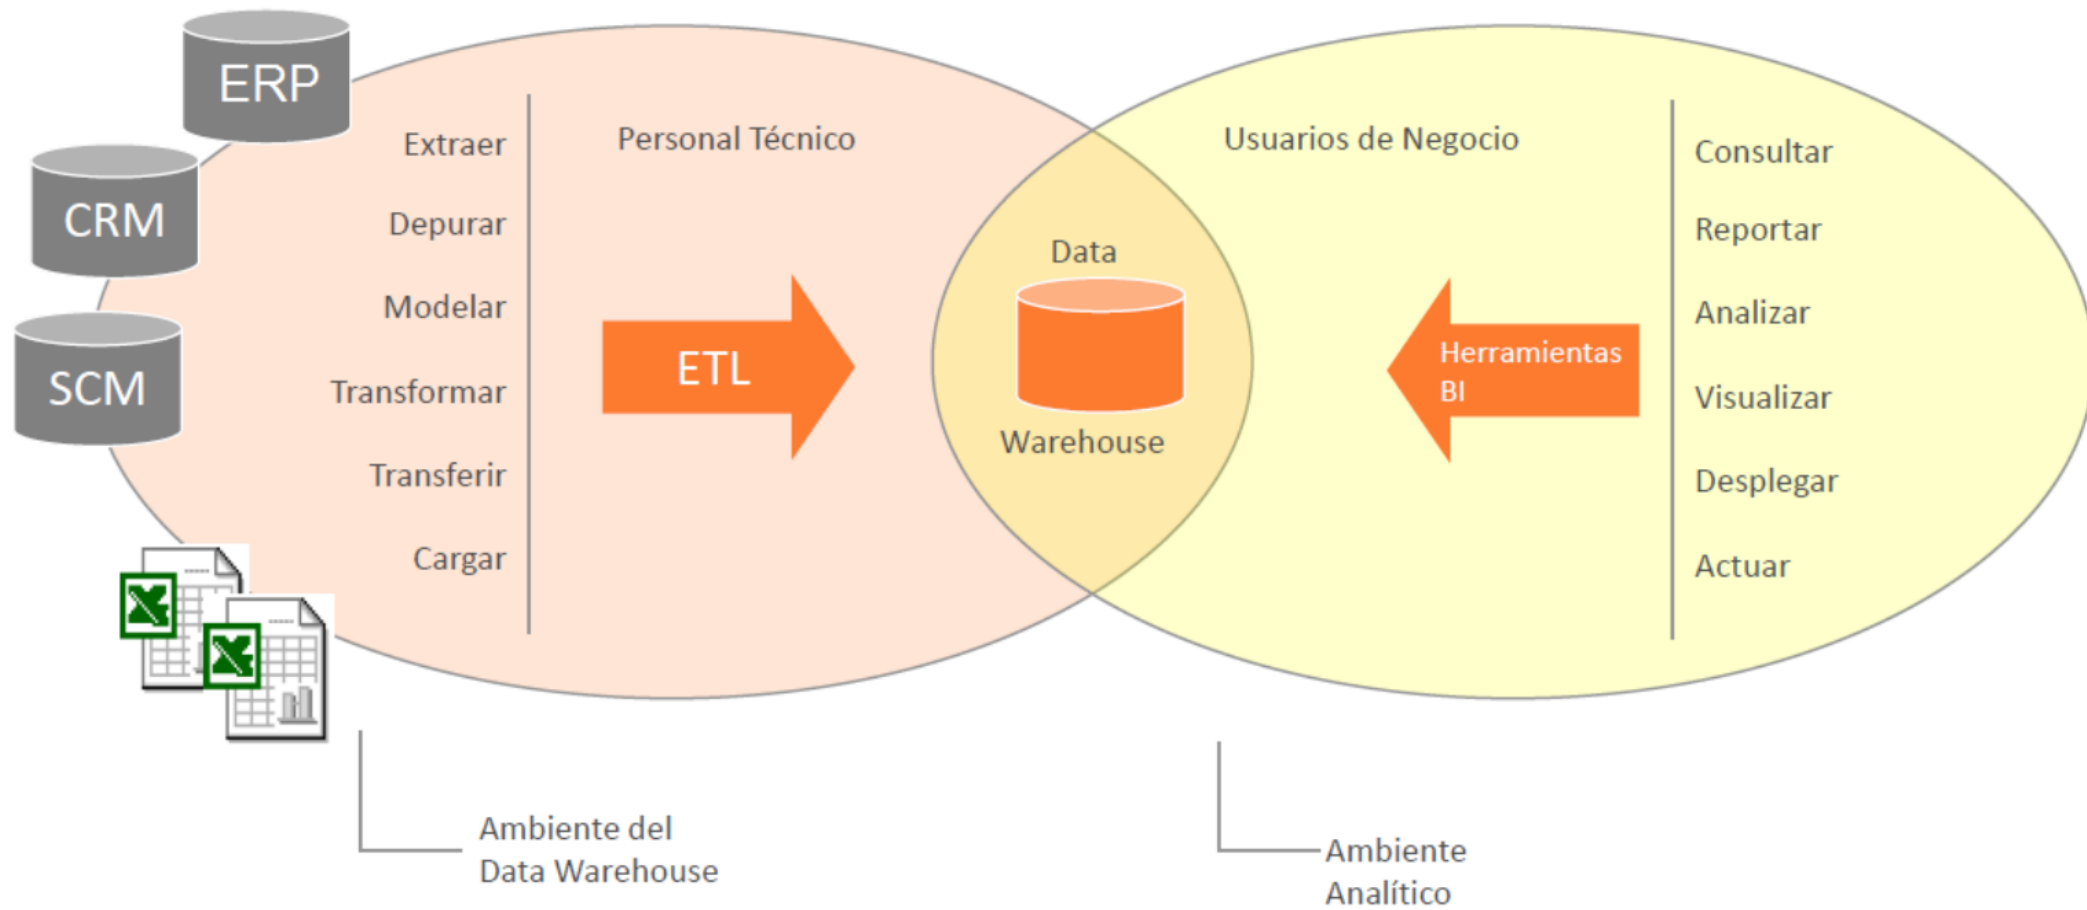 ERP
CRM
SCM
Extraer
Depurar
Modelar
Transformar
Transferir
Cargar
Personal Técnico
ETL
Data
Warehouse
Usuarios de Negocio
Herramientas
BI
Consultar
Reportar
Analizar
Visualizar
Desplegar
Actuar
Ambiente del
Data Warehouse
Ambiente
Analítico